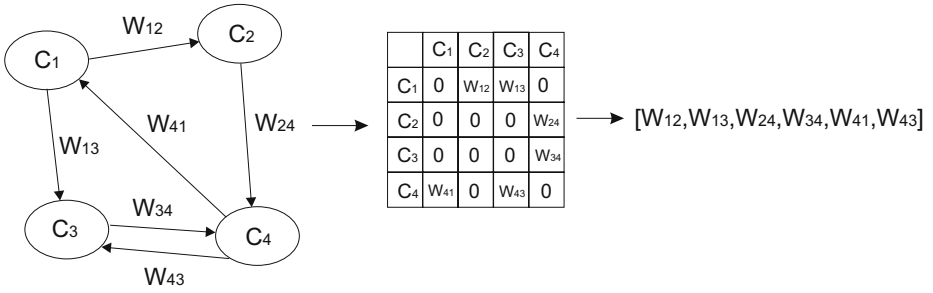 W12
C1
C2
W41
W24
W13
C3
W34
C4
W43
C1 C2 C3 C4
C1 0 W12 W13 0
C2 0 0 0 W24
C3 0 0 0 W34
C4 W41 0 W43 0
[W12,W13,W24,W34,W41,W43]